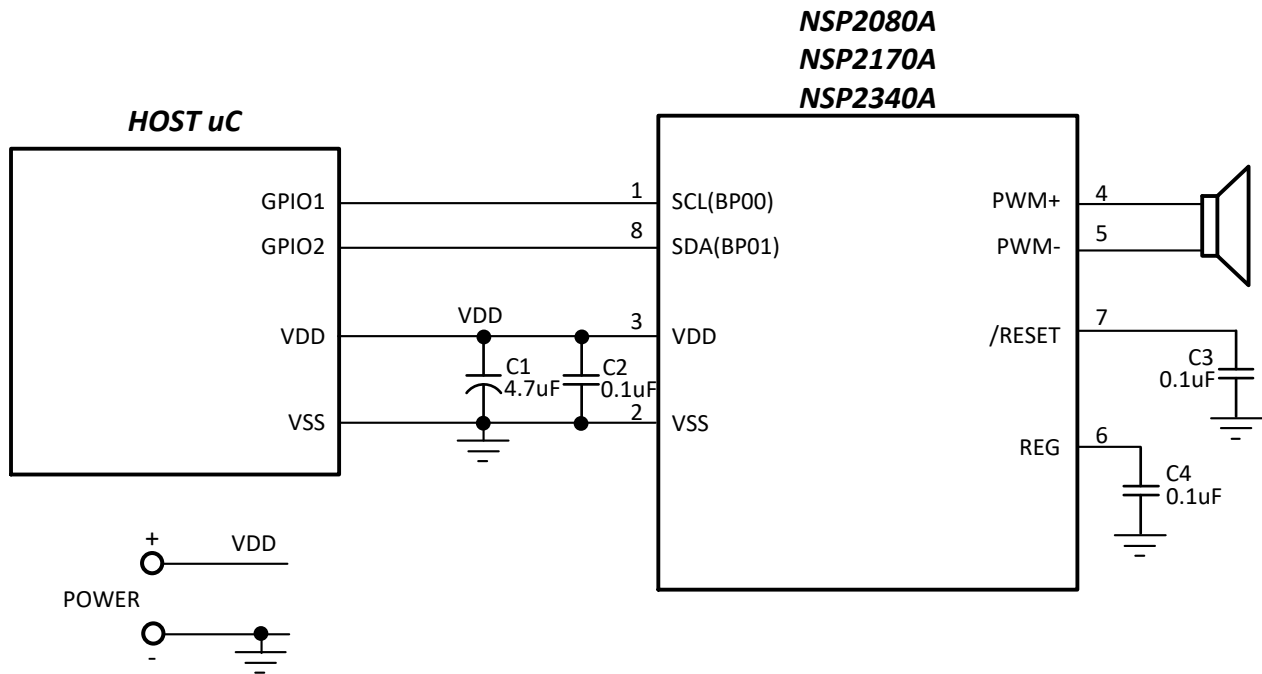 NSP2080A
NSP2170A
NSP2340A
HOST uC
GPIO1
1
SCL(BP00)
PWM+
4
GPIO2
8
SDA(BP01)
PWM-
5
VDD
VDD
3
VDD
/RESET
7
C1
4.7uF
C2
0.1uF
C3
0.1uF
VSS
2
VSS
REG
6
C4
0.1uF
+
VDD
POWER
-